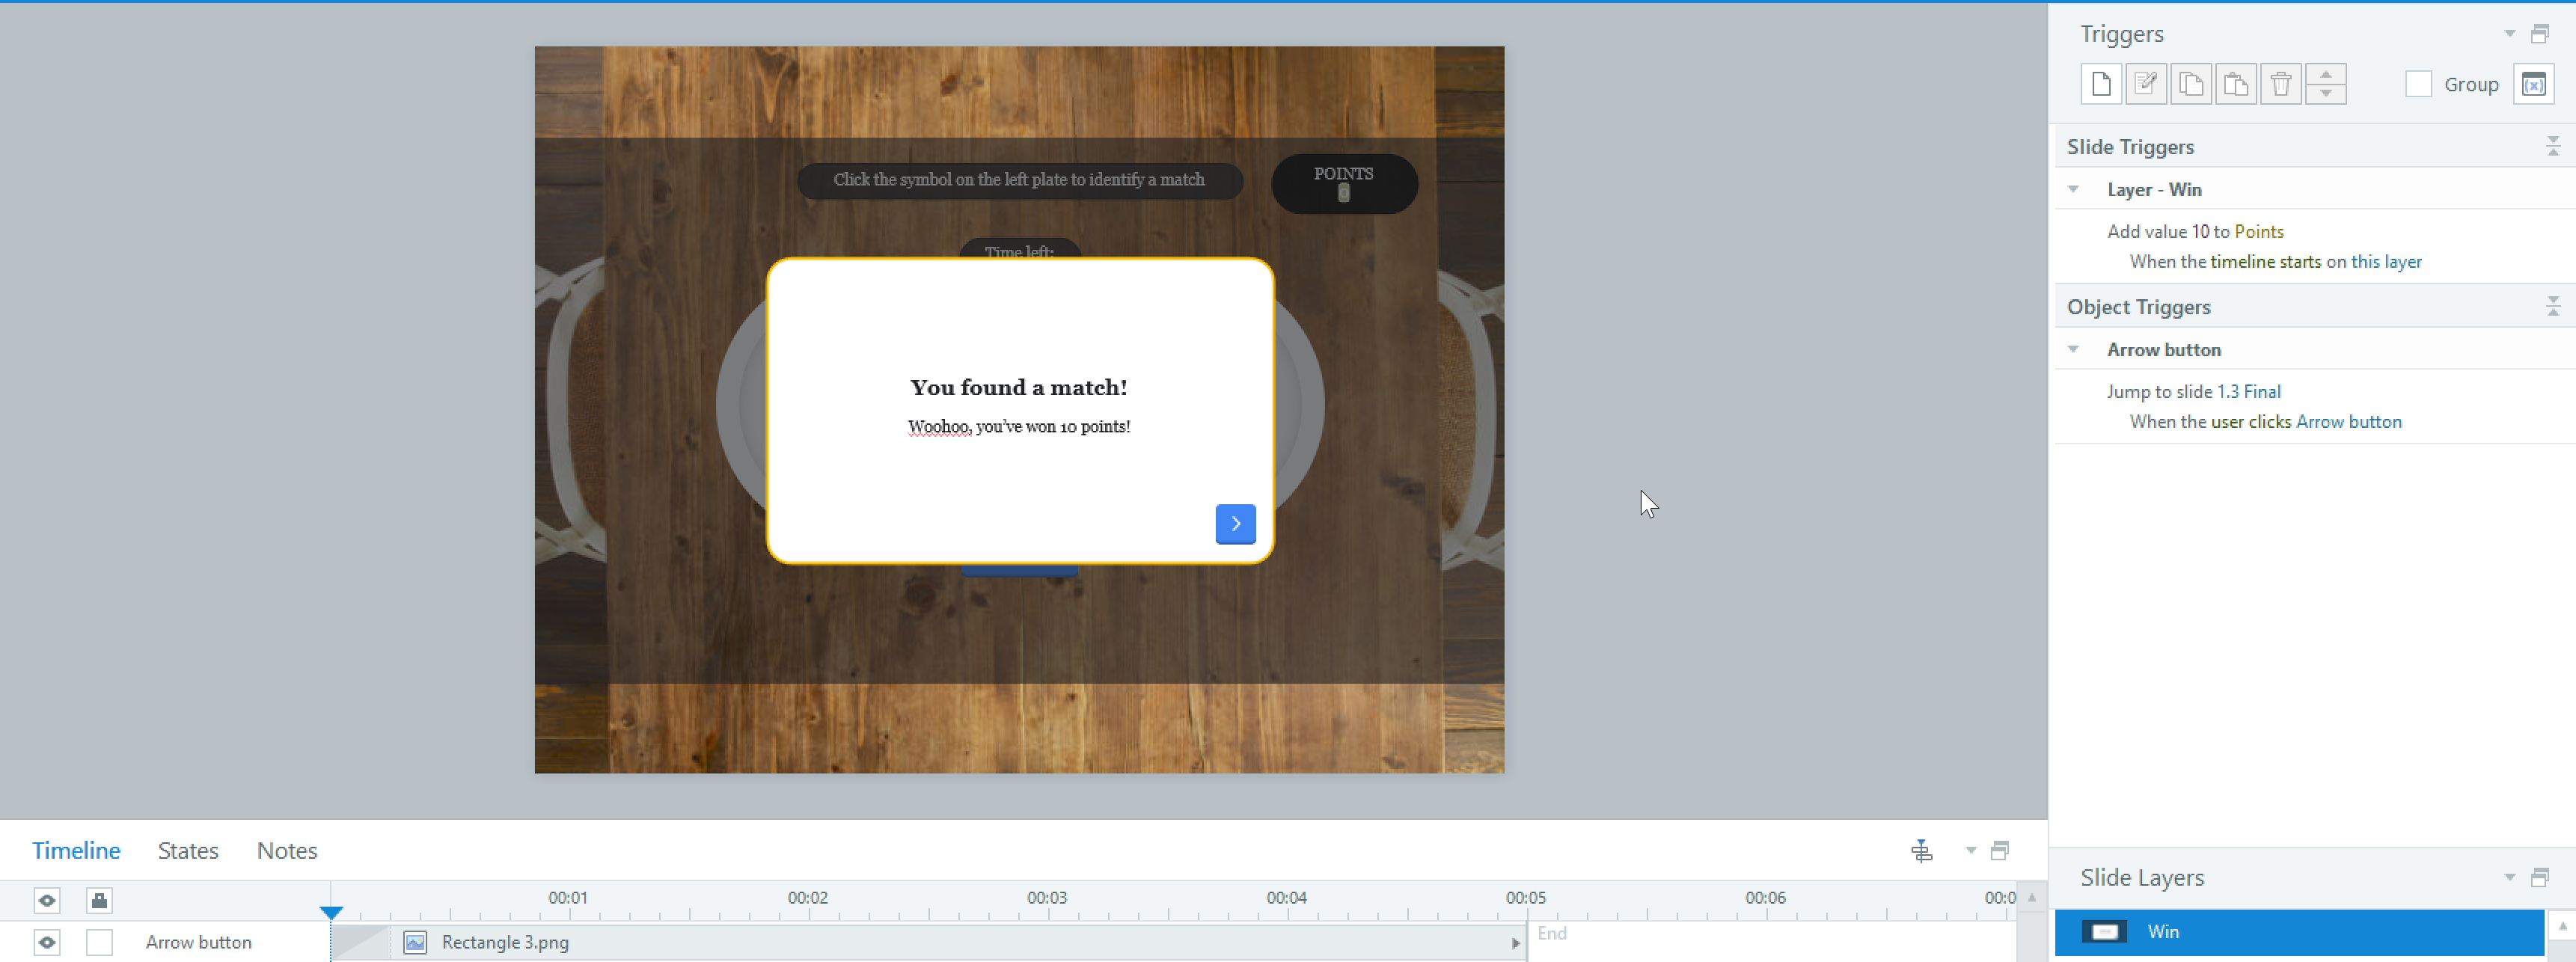 Triggers
Group
Slide Triggers
Layer - Win
Add value 10 to Points
When the timeline starts on this layer
Object Triggers
Arrow button
Jump to slide 1.3 Final
When the user clicks Arrow button
Click the symbol on the left plate to identify a match
POINTS
Time left:
You found a match!
Woohoo, you've won 10 points!
Timeline States Notes
00:01 00:02 00:03 00:04 00:05 00:06 00:0
Arrow button Rectangle 3.png End
Slide Layers
Win